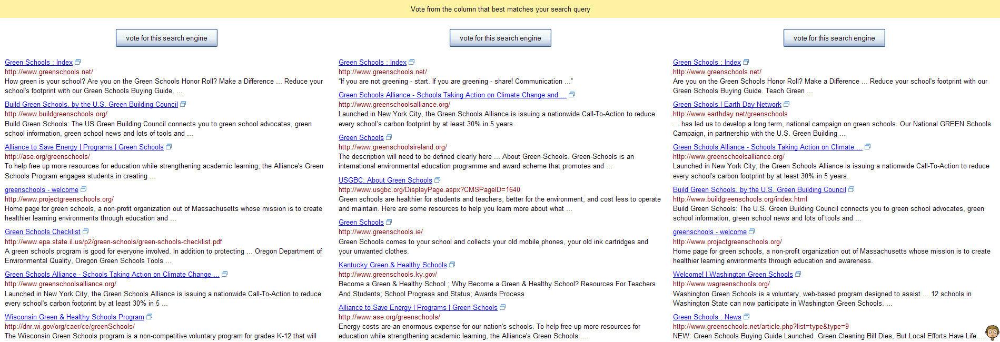 Vote from the column that best matches your search query
vote for this search engine
Green Schools : Index
http://www.greenschools.net/
How green is your school? Are you on the Green Schools Honor Roll? Make a Difference ... Reduce your
school's footprint with our Green Schools Buying Guide. ...
Build Green Schools, by the U.S. Green Building Council
http://www.buildgreenschools.org/
Build Green Schools: The US Green Building Council connects you to green school advocates, green
school information, green school news and lots of tools and ...
Alliance to Save Energy | Programs | Green Schools
http://ase.org/greenschools/
To help free up more resources for education while strengthening academic learning, the Alliance's Green
Schools Program engages students in creating ...
greenschools - welcome
http://www.projectgreenschools.org/
Home page for green schools, a non-profit organization out of Massachusetts whose mission is to create
healthier learning environments through education and ...
Green Schools Checklist
http://www.epa.state.il.us/p2/green-schools/green-schools-checklist.pdf
A green schools program is good for everyone involved. In addition to protecting ... Oregon Department of
Environmental Quality, Oregon Green Schools Tools ...
Green Schools Alliance - Schools Taking Action on Climate Change ...
http://www.greenschoolsalliance.org/
Launched in New York City, the Green Schools Alliance is issuing a nationwide Call-To-Action to reduce
every school's carbon footprint by at least 30% in 5 ...
Wisconsin Green & Healthy Schools Program
http://dnr.wi.gov/org/caer/ce/greenSchools/
The Wisconsin Green Schools program is a non-competitive voluntary program for grades K-12 that will
vote for this search engine
Green Schools : Index
http://www.greenschools.net/
“If you are not greening - start. If you are greening - share! Communication ...”
Green Schools Alliance - Schools Taking Action on Climate Change and ...
http://www.greenschoolsalliance.org/
Launched in New York City, the Green Schools Alliance is issuing a nationwide Call-To-Action to reduce
every school’s carbon footprint by at least 30% in 5 years.
Green Schools
http://www.greenschoolsireland.org/
The description will need to be defined clearly here ... About Green-Schools. Green-Schools is an
international environmental education programme and award scheme that promotes and ...
USGBC: About Green Schools
http://www.usgbc.org/DisplayPage.aspx?CMSPageID=1640
Green schools are healthier for students and teachers, better for the environment, and cost less to operate
and maintain. Here are some resources to help you learn more about what ...
Green Schools
http://www.greenschools.ie/
Green Schools comes to your school and collects your old mobile phones, your old ink cartridges and
your unwanted clothes.
Kentucky Green & Healthy Schools
http://www.greenschools.ky.gov/
Become a Green & Healthy School ; Why Become a Green & Healthy School? Resources For Teachers
And Students; School Progress and Status; Awards Process
Alliance to Save Energy | Programs | Green Schools
http://www.ase.org/greenschools/
Energy costs are an enormous expense for our nation's schools. To help free up more resources for
education while strengthening academic learning, the Alliance's Green Schools ...
vote for this search engine
Green Schools : Index
http://www.greenschools.net/
Are you on the Green Schools Honor Roll? Make a Difference ... Reduce your school's footprint with our
Green Schools Buying Guide. Teach Green ...
Green Schools | Earth Day Network
http://www.earthday.net/greenschools
... has led us to develop a long term, national campaign on green schools. Our National GREEN Schools
Campaign, in partnership with the U.S. Green Building ...
Green Schools Alliance - Schools Taking Action on Climate ...
http://www.greenschoolsalliance.org/
Launched in New York City, the Green Schools Alliance is issuing a nationwide Call-To-Action to reduce
every school's carbon footprint by at least 30% in 5 years.
Build Green Schools, by the U.S. Green Building Council
http://www.buildgreenschools.org/index.html
Build Green Schools: The U.S. Green Building Council connects you to green school advocates, green
school information, green school news and lots of tools and ...
greenschools - welcome
http://www.projectgreenschools.org/
Home page for green schools, a non-profit organization out of Massachusetts whose mission is to create
healthier learning environments through education and awareness.
Welcome! | Washington Green Schools
http://www.wagreenschools.org/
Washington Green Schools is a voluntary, web-based program designed to assist ... 12 schools in
Washington State can now participate in Washington Green Schools. ...
Green Schools : News
http://www.greenschools.net/article.php?list=type&type=9
NEW: Green Schools Buying Guide Launched. Green Cleaning Bill Dies, But Local Efforts Have Life ...